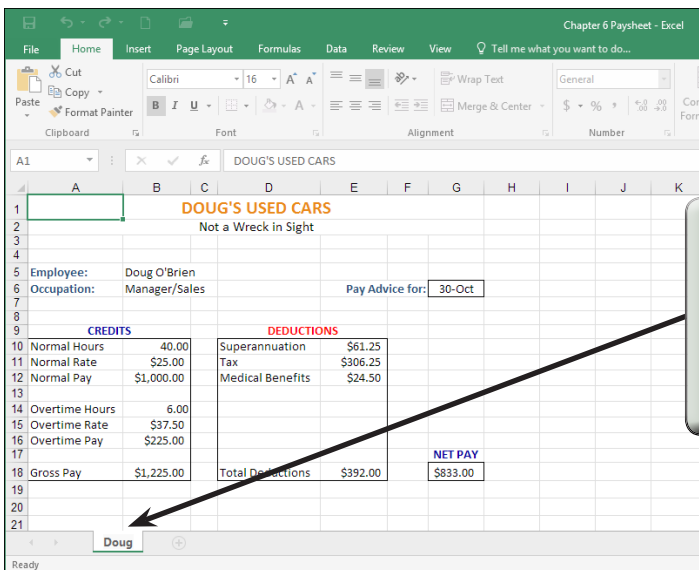 Chapter 6 Paysheet - Excel
File Home Insert Page Layout Formulas Data Review View Tell me what you want to do...
Paste Cut
Copy
Format Painter
Calibri 16 A A
B I U A
Wrap Text
Merge & Center
General
$ % , .00 .00
Con
Form
Clipboard Font Alignment Number
A1 fx DOUG'S USED CARS
A B C D E F G H I J K
1 DOUG'S USED CARS
2 Not a Wreck in Sight
3
4
5 Employee: Doug O'Brien
6 Occupation: Manager/Sales Pay Advice for: 30-Oct
7
8
9 CREDITS DEDUCTIONS
10 Normal Hours 40.00 Superannuation $61.25
11 Normal Rate $25.00 Tax $306.25
12 Normal Pay $1,000.00 Medical Benefits $24.50
13
14 Overtime Hours 6.00
15 Overtime Rate $37.50
16 Overtime Pay $225.00
17 NET PAY
18 Gross Pay $1,225.00 Total Deductions $392.00 $833.00
19
20
21
Doug
Ready